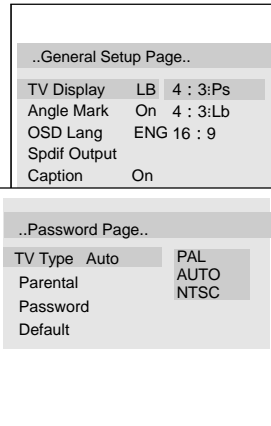 ..General Setup Page..
TV Display LB 4 : 3:Ps
Angle Mark On 4 : 3:Lb
OSD Lang ENG 16 : 9
Spdif Output
Caption On
..Password Page..
TV Type Auto PAL
Parental AUTO
Password NTSC
Default